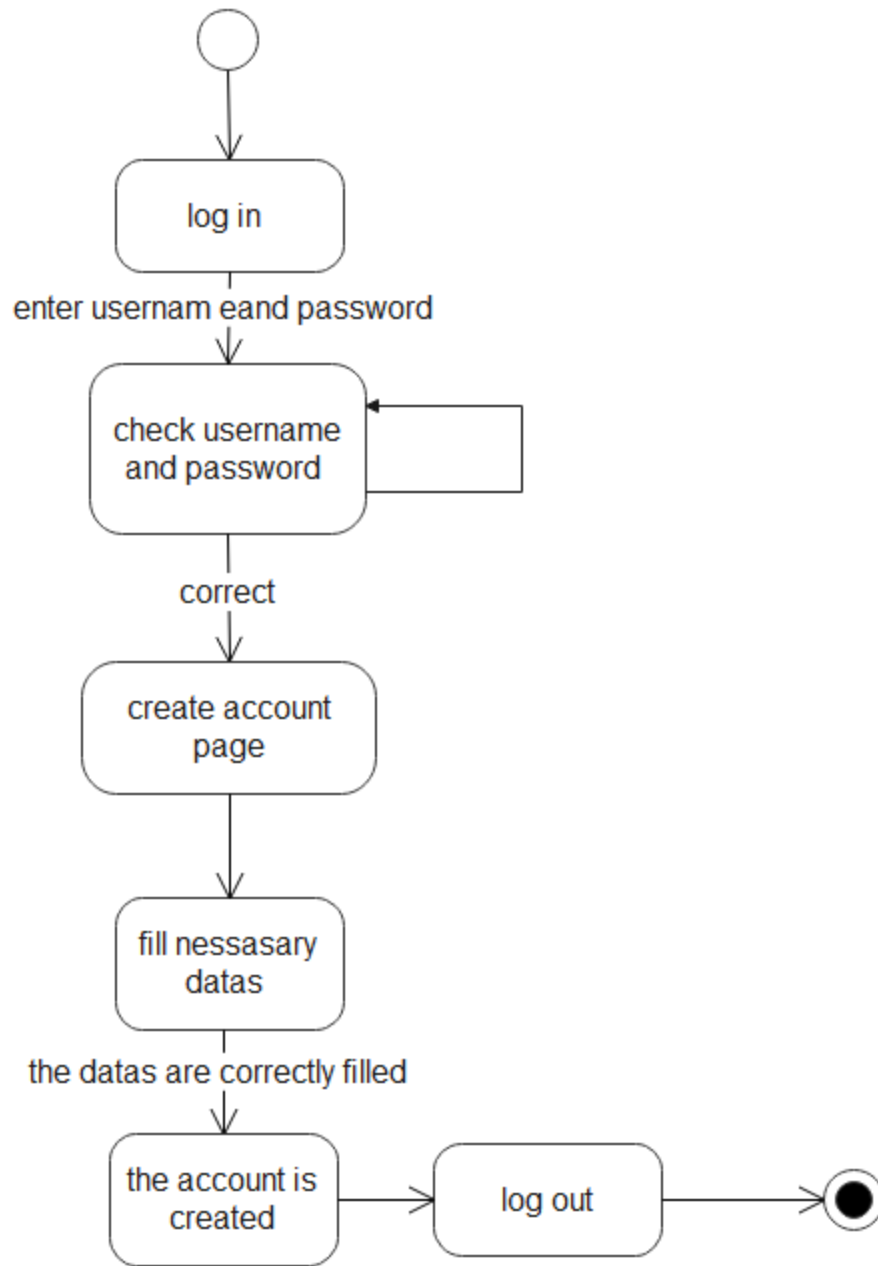 log in
enter usernam eand password
check username
and password
correct
create account
page
fill nessasary
datas
the datas are correctly filled
the account is
created
log out